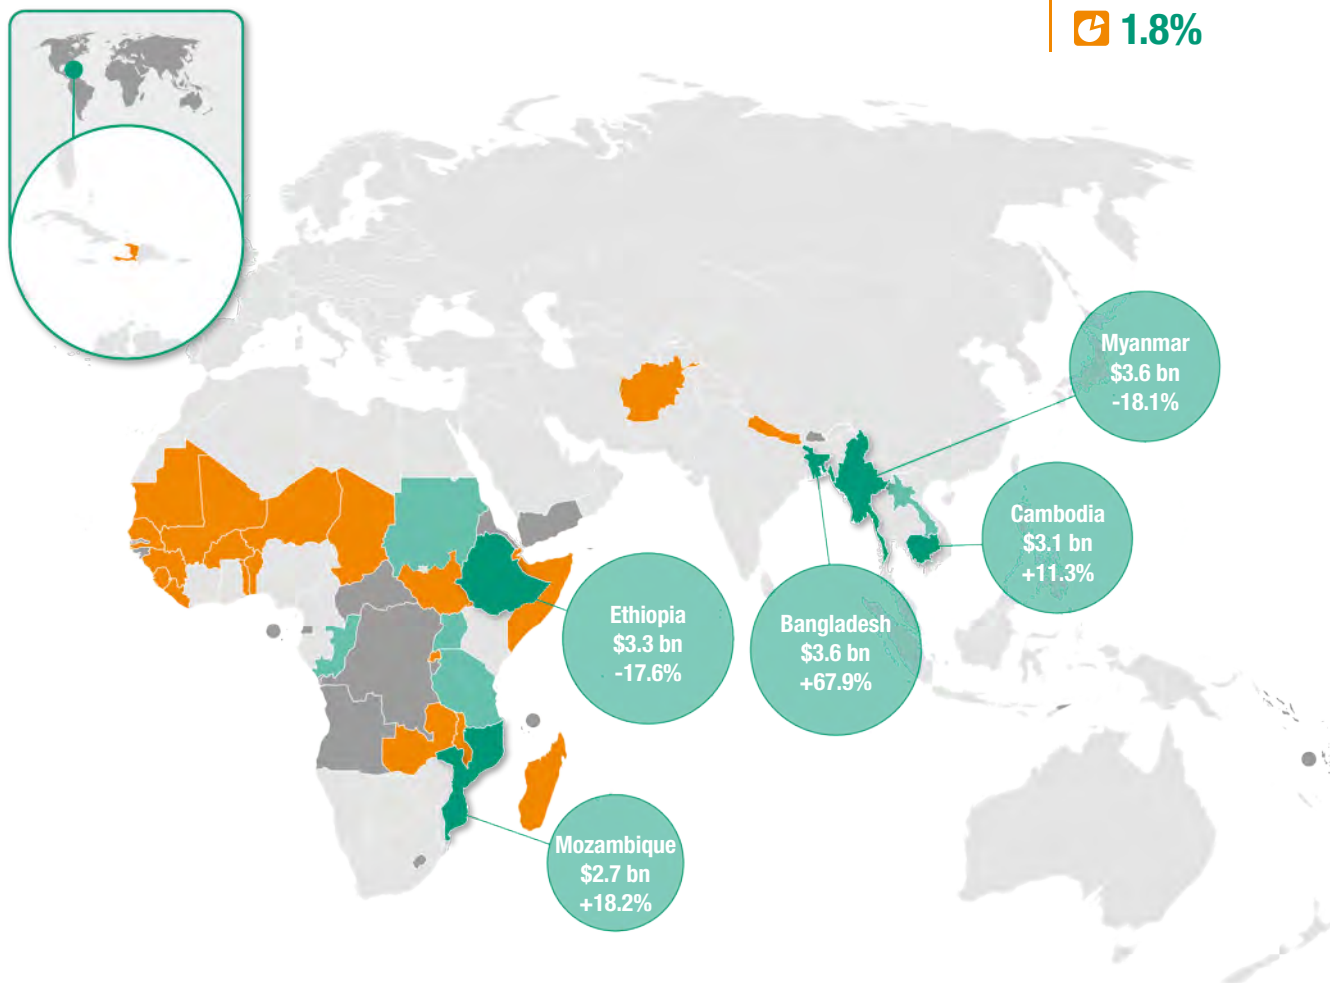 1.8%
Myanmar
$3.6 bn
-18.1%
Cambodia
$3.1 bn
+11.3%
Ethiopia
$3.3 bn
-17.6%
Bangladesh
$3.6 bn
+67.9%
Mozambique
$2.7 bn
+18.2%